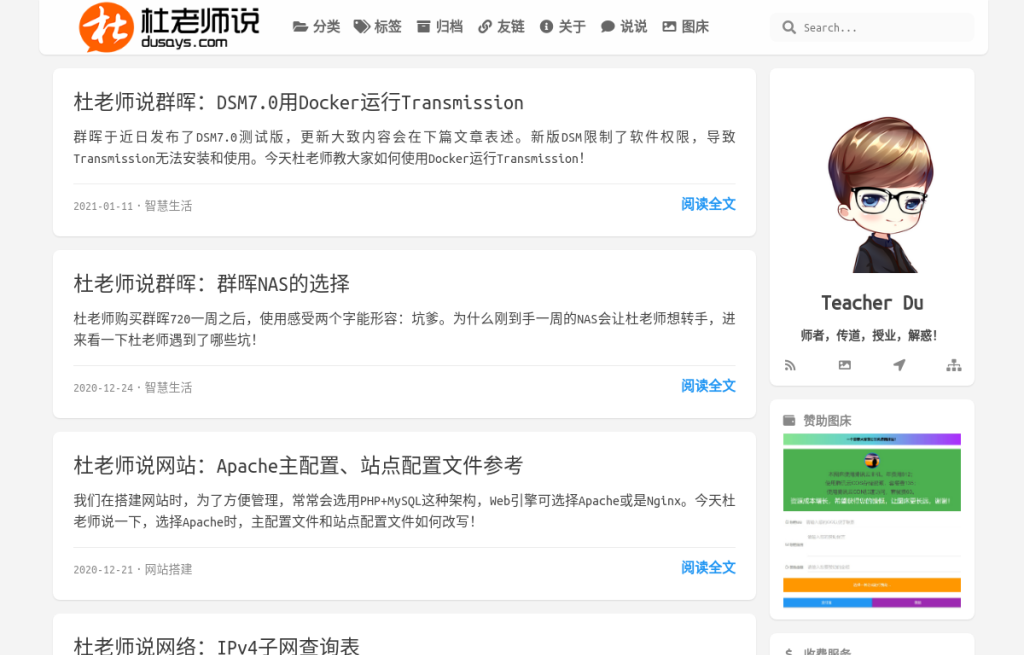 杜老师说
dusays.com
分类 标签 归档 友链 关于 说说 图床
Search...
杜老师说群晖：DSM7.0用Docker运行Transmission
群晖于近日发布了DSM7.0测试版，更新大致内容会在下篇文章表述。新版DSM限制了软件权限，导致
Transmission无法安装和使用。今天杜老师教大家如何使用Docker运行Transmission！
2021-01-11·智慧生活
阅读全文
杜老师说群晖：群晖NAS的选择
杜老师购买群晖720一周之后，使用感受两个字能形容：坑爹。为什么刚到手一周的NAS会让杜老师想转手，进
来看一下杜老师遇到了哪些坑！
2020-12-24·智慧生活
阅读全文
杜老师说网站：Apache主配置、站点配置文件参考
我们在搭建网站时，为了方便管理，常常会选用PHP+MySQL这种架构，Web引擎可选择Apache或是Nginx。今天杜
老师说一下，选择Apache时，主配置文件和站点配置文件如何改写！
2020-12-21·网站搭建
阅读全文
杜老师说网络：IPv4子网查询表
Teacher Du
师者，传道，授业，解惑！
赞助图床
收费服务